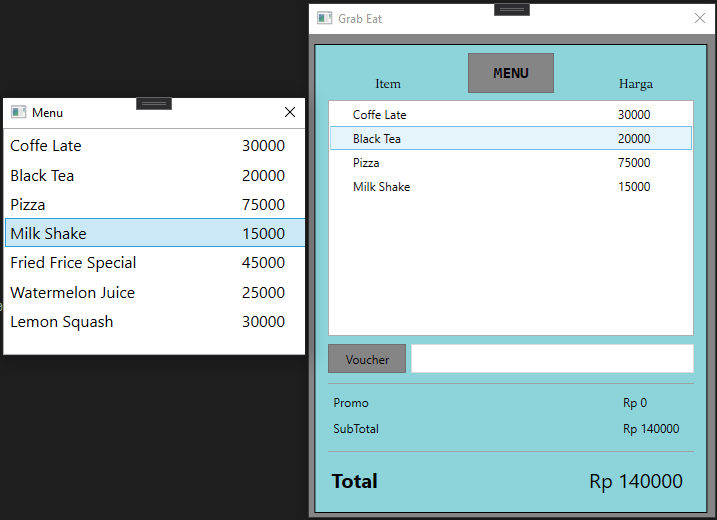 Menu
Coffe Late 30000
Black Tea 20000
Pizza 75000
Milk Shake 15000
Fried Frice Special 45000
Watermelon Juice 25000
Lemon Squash 30000
Grab Eat
MENU
Item Harga
Coffe Late 30000
Black Tea 20000
Pizza 75000
Milk Shake 15000
Voucher
Promo Rp 0
SubTotal Rp 140000
Total Rp 140000